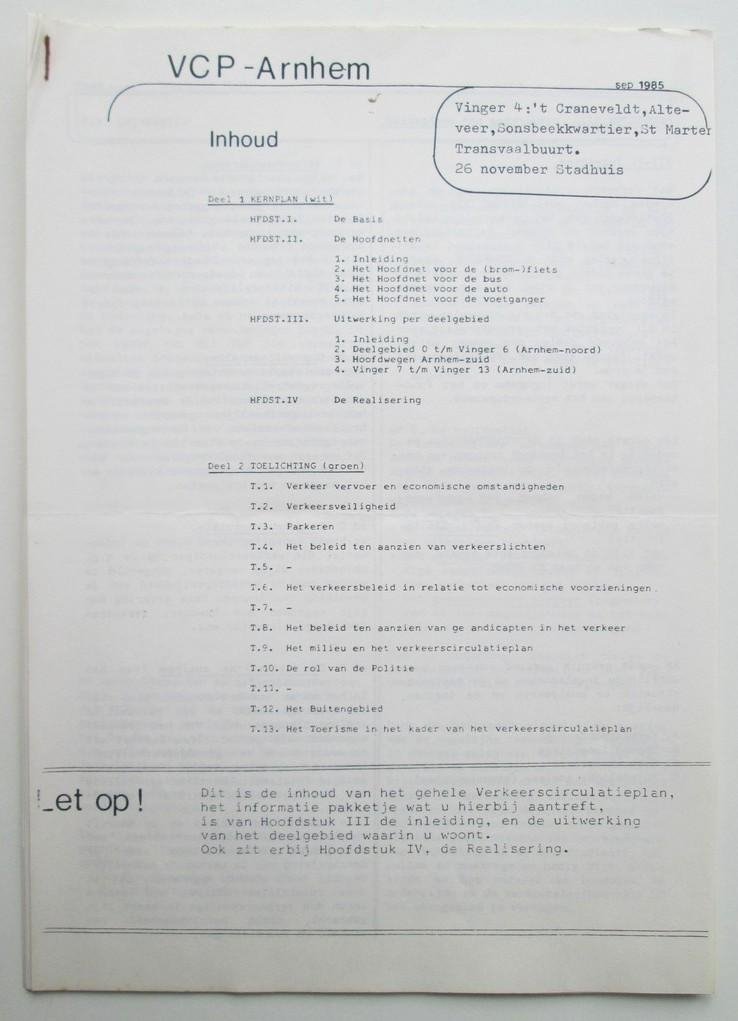 VCP-Arnhem
sep 1985
Vinger 4:'t Craneveldt,Alte-
veer,Sonsbeekkwartier,St Marten
Transvaalbuurt.
26 november Stadhuis
Inhoud
Deel 1 KERNPLAN (wit)
HFDST.I. De Basis
HFDST.II. De Hoofdnetten
1. Inleiding
2. Het Hoofdnet voor de (brom-)fiets
3. Het Hoofdnet voor de bus
4. Het Hoofdnet voor de auto
5. Het Hoofdnet voor de voetganger
HFDST.III. Uitwerking per deelgebied
1. Inleiding
2. Deelgebied 0 t/m Vinger 6 (Arnhem-noord)
3. Hoofdwegen Arnhem-zuid
4. Vinger 7 t/m Vinger 13 (Arnhem-zuid)
HFDST.IV De Realisering
Deel 2 TOELICHTING (groen)
T.1. Verkeer vervoer en economische omstandigheden
T.2. Verkeersveiligheid
T.3. Parkeren
T.4. Het beleid ten aanzien van verkeerslichten
T.5. -
T.6. Het verkeersbeleid in relatie tot economische voorzieningen.
T.7. -
T.8. Het beleid ten aanzien van ge andicapten in het verkeer
T.9. Het milieu en het verkeerscirculatieplan
T.10. De rol van de Politie
T.11. -
T.12. Het Buitengebied
T.13. Het Toerisme in het kader van het verkeerscirculatieplan
Let op!
Dit is de inhoud van het gehele Verkeerscirculatieplan,
het informatie pakketje wat u hierbij aantreft,
is van Hoofdstuk III de inleiding, en de uitwerking
van het deelgebied waarin u woont.
Ook zit erbij Hoofdstuk IV, de Realisering.